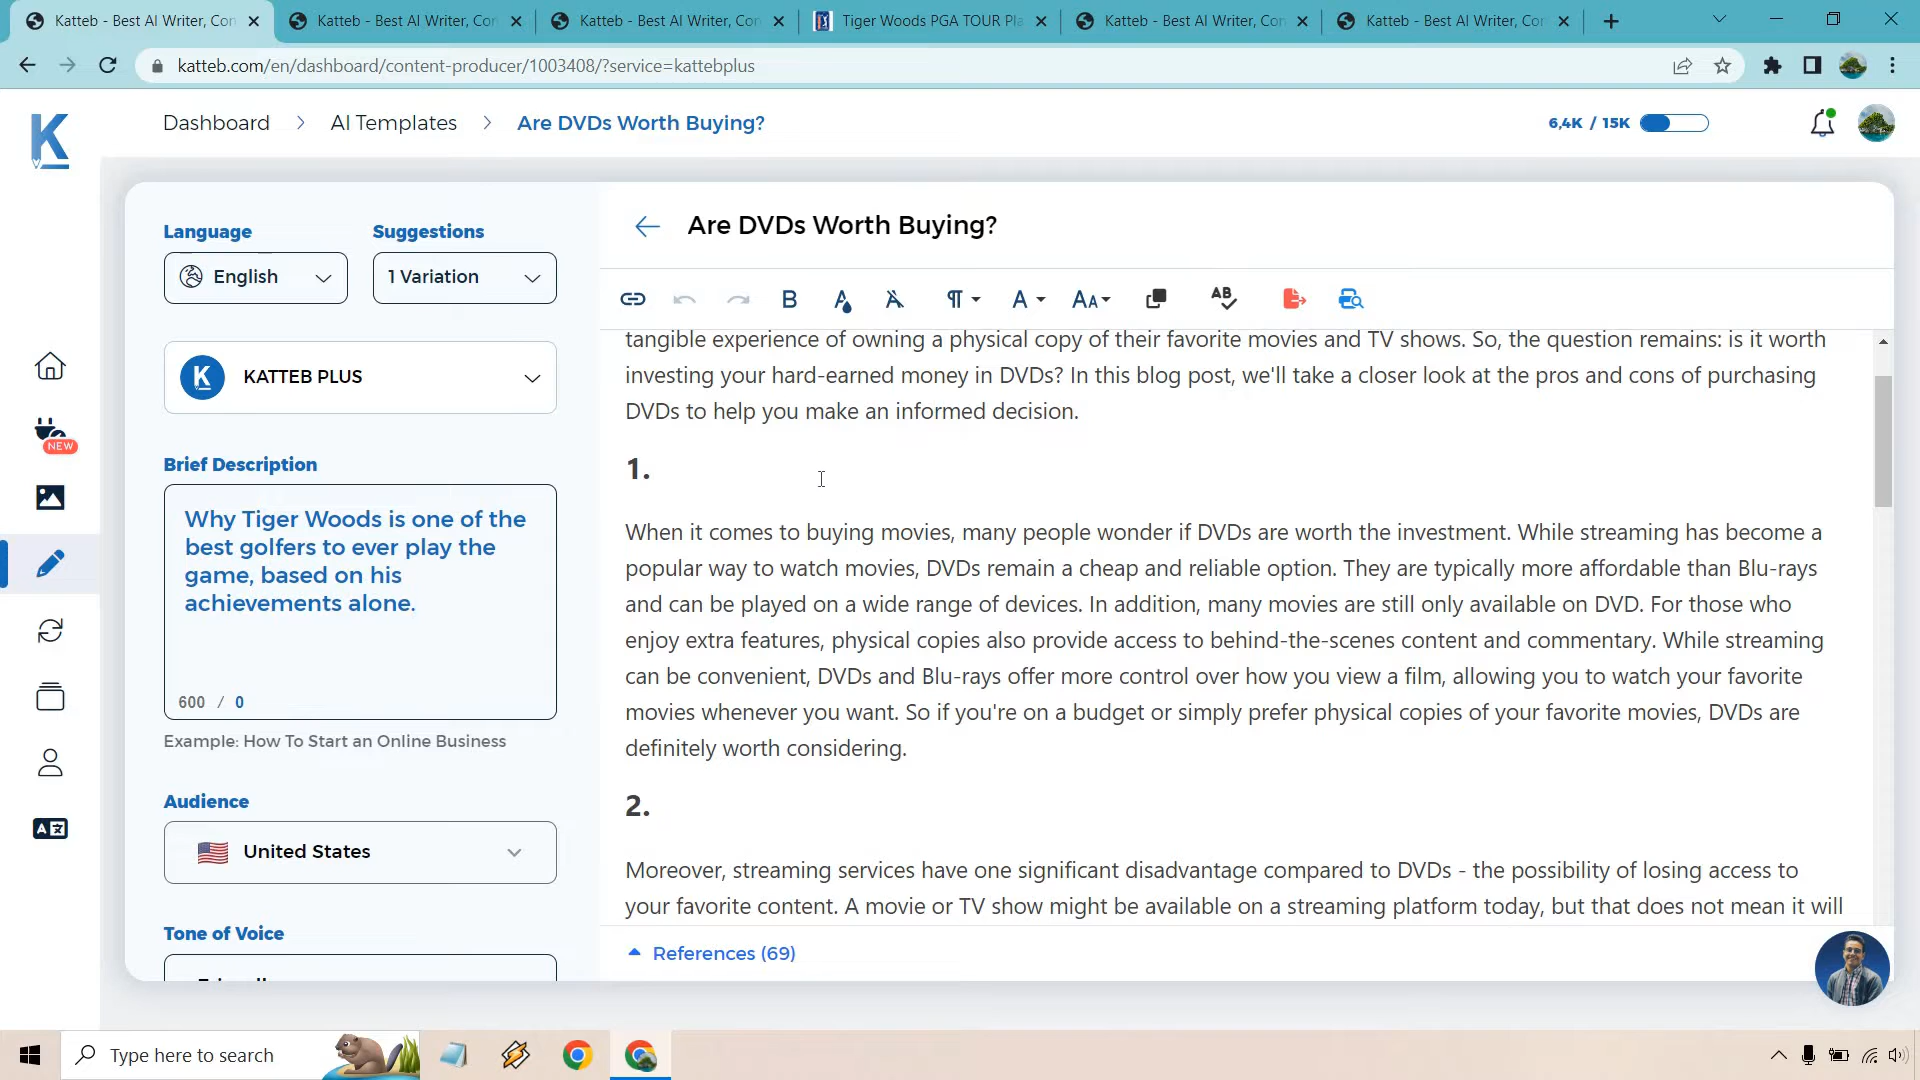 Katteb - Best AI Writer, Con
Katteb - Best AI Writer, Con
Katteb - Best AI Writer, Con
Tiger Woods PGA TOUR Pla
Katteb - Best AI Writer, Con
Katteb - Best AI Writer, Con
katteb.com/en/dashboard/content-producer/1003408/?service=kattebplus
Dashboard
AI Templates
Are DVDs Worth Buying?
6,4K / 15K
NEW
Language
Suggestions
English
1 Variation
KATTEB PLUS
Brief Description
Why Tiger Woods is one of the
best golfers to ever play the
game, based on his
achievements alone.
600 / 0
Example: How To Start an Online Business
Audience
United States
Tone of Voice
Are DVDs Worth Buying?
tangible experience of owning a physical copy of their favorite movies and TV shows. So, the question remains: is it worth
investing your hard-earned money in DVDs? In this blog post, we'll take a closer look at the pros and cons of purchasing
DVDs to help you make an informed decision.
1.
When it comes to buying movies, many people wonder if DVDs are worth the investment. While streaming has become a
popular way to watch movies, DVDs remain a cheap and reliable option. They are typically more affordable than Blu-rays
and can be played on a wide range of devices. In addition, many movies are still only available on DVD. For those who
enjoy extra features, physical copies also provide access to behind-the-scenes content and commentary. While streaming
can be convenient, DVDs and Blu-rays offer more control over how you view a film, allowing you to watch your favorite
movies whenever you want. So if you're on a budget or simply prefer physical copies of your favorite movies, DVDs are
definitely worth considering.
2.
Moreover, streaming services have one significant disadvantage compared to DVDs - the possibility of losing access to
your favorite content. A movie or TV show might be available on a streaming platform today, but that does not mean it will
References (69)
Type here to search